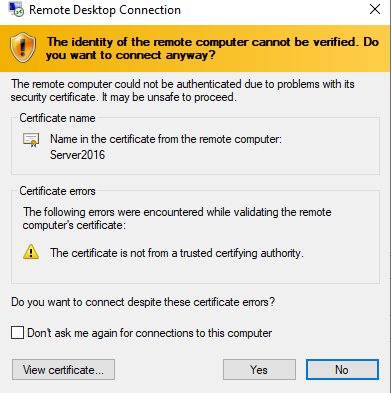 Remote Desktop Connection
The identity of the remote computer cannot be verified. Do
you want to connect anyway?
The remote computer could not be authenticated due to problems with its
security certificate. It may be unsafe to proceed.
Certificate name
Name in the certificate from the remote computer:
Server2016
Certificate errors
The following errors were encountered while validating the remote
computer's certificate:
The certificate is not from a trusted certifying authority.
Do you want to connect despite these certificate errors?
Don't ask me again for connections to this computer
View certificate...
Yes
No